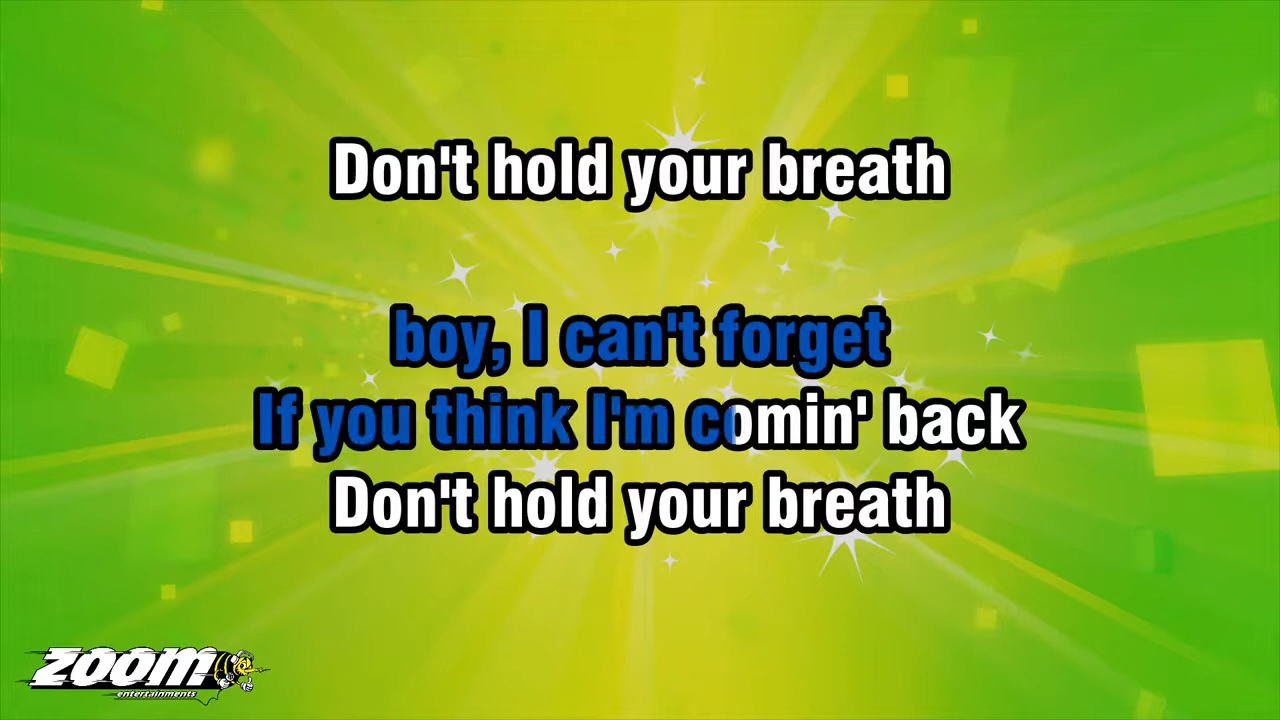 Don't hold your breath
boy, I can't forget
If you think I'm comin' back
Don't hold your breath
ZOOM
entertainments